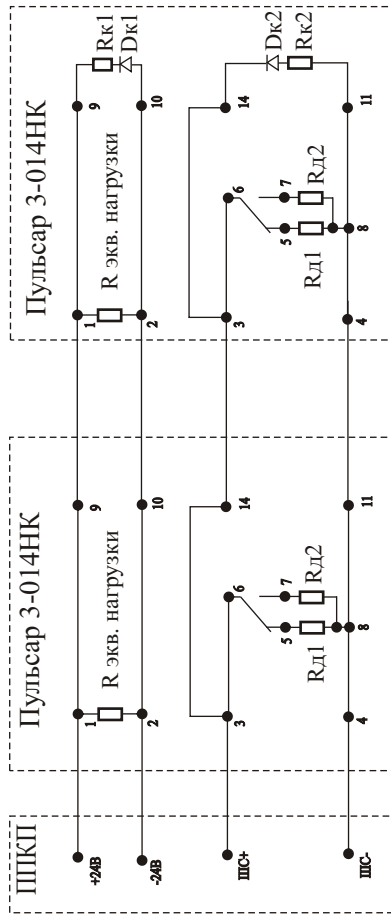 ППКП
+24В
-24В
ШС+
ШС-
Пульсар 3-014НК
1
R экв. нагрузки
2
9
10
3
6
14
5
7
Rд1
Rд2
4
8
11
Пульсар 3-014НК
1
R экв. нагрузки
2
9
Rк1
Dк1
10
3
6
14
5
7
Rд1
Rд2
Dк2
Rк2
4
8
11